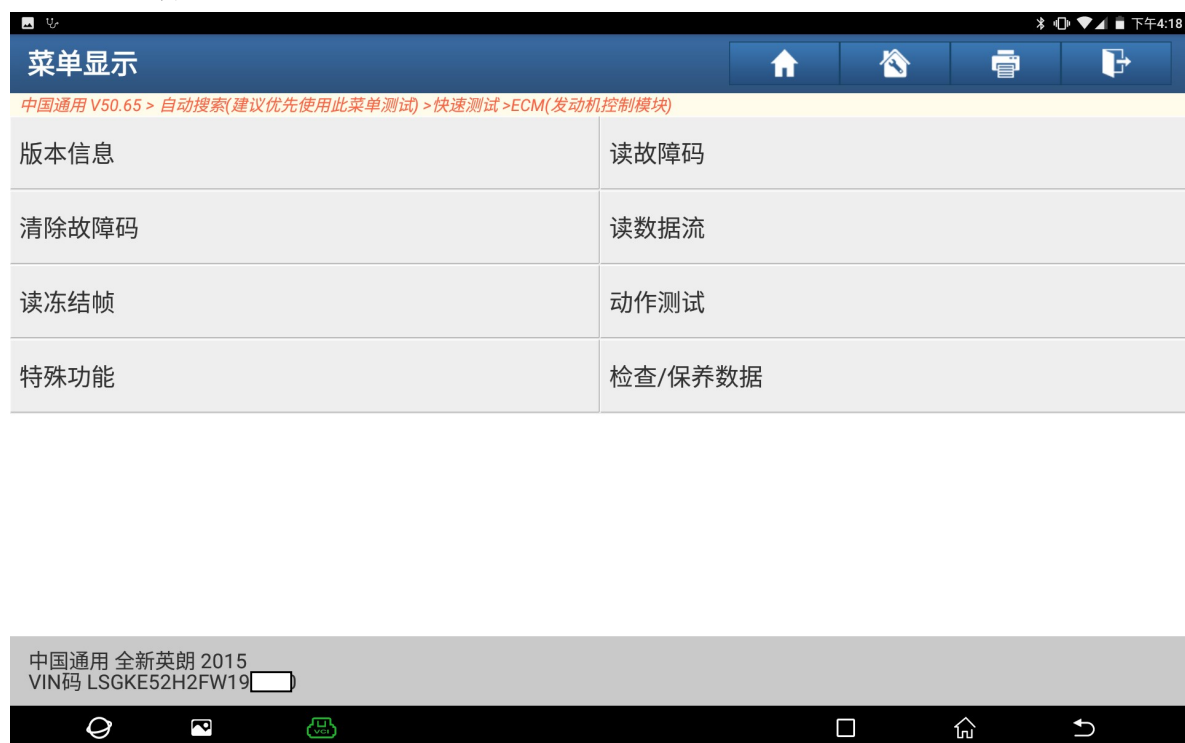 下午4:18
菜单显示
中国通用 V50.65 > 自动搜索(建议优先使用此菜单测试) >快速测试 >ECM(发动机控制模块)
版本信息
读故障码
清除故障码
读数据流
读冻结帧
动作测试
特殊功能
检查/保养数据
中国通用 全新英朗 2015
VIN码 LSGKE52H2FW19
VCI